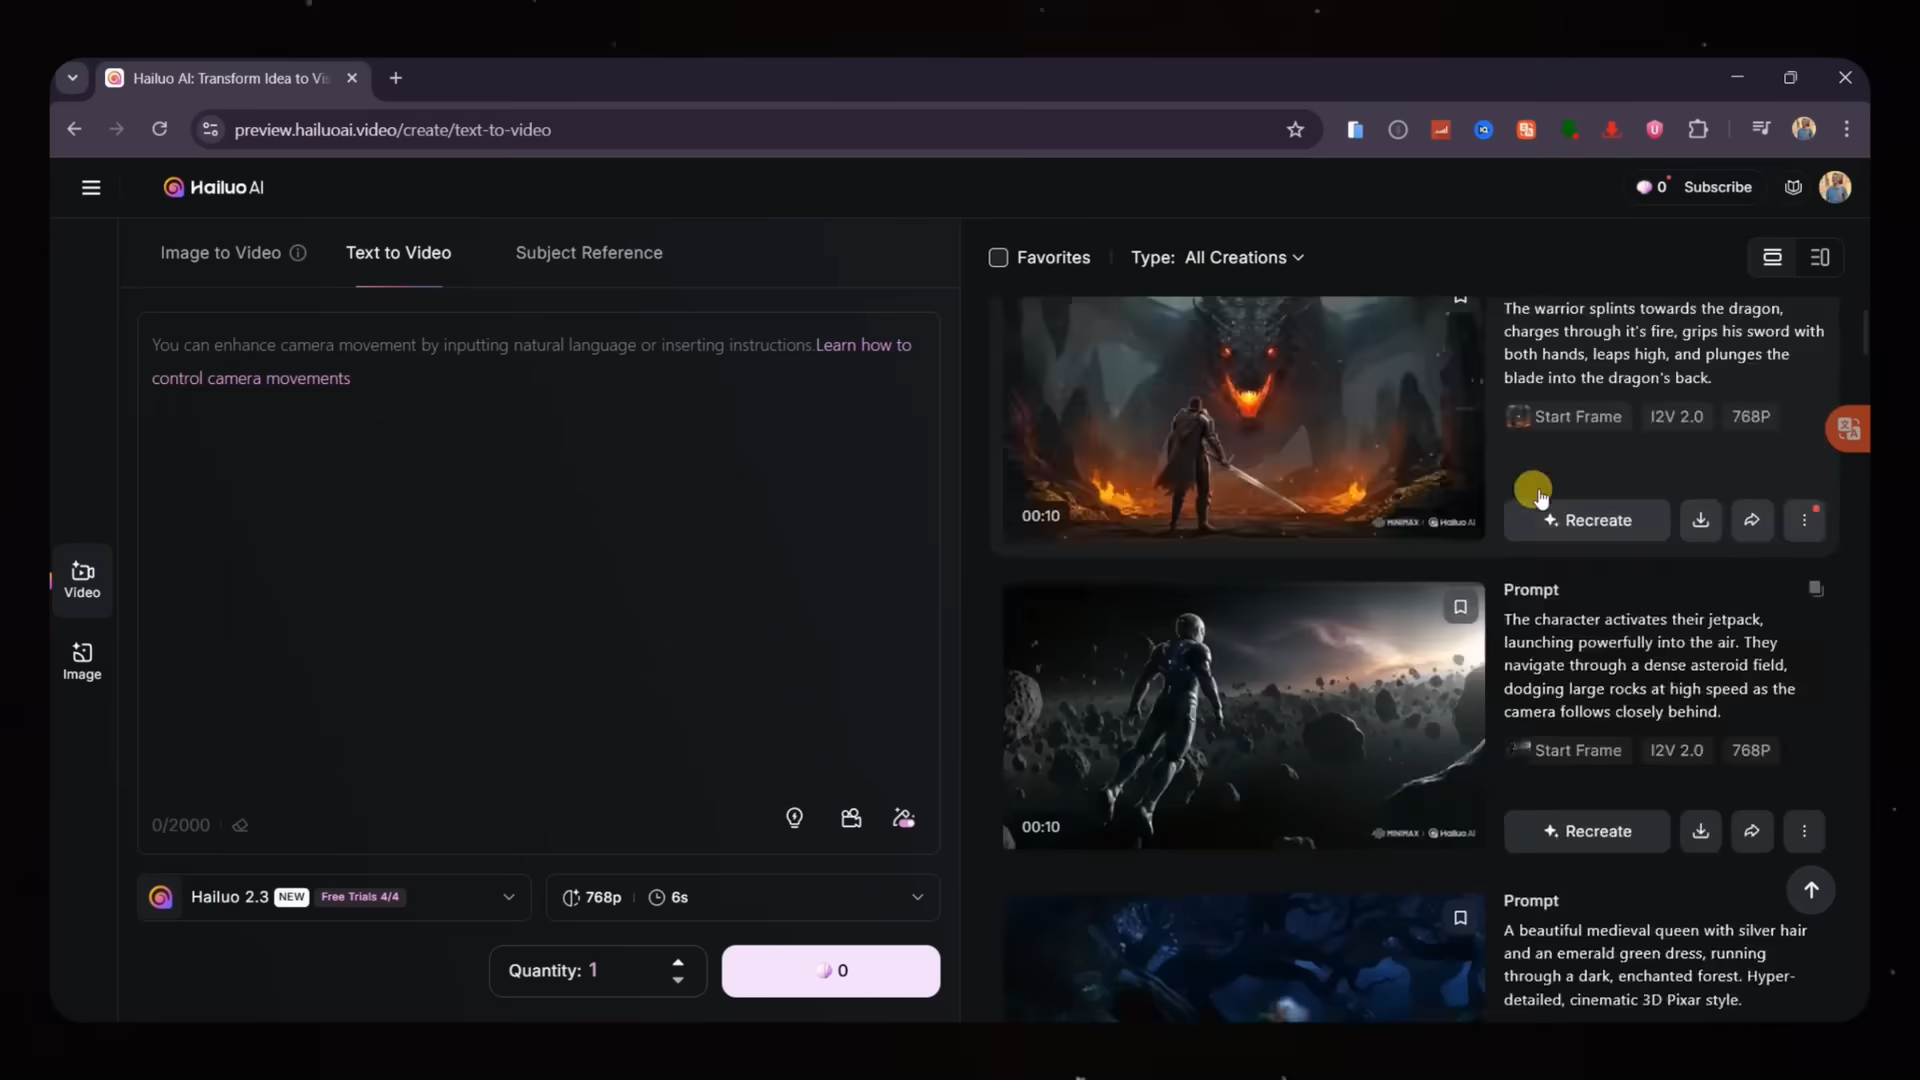 Hailuo AI: Transform Idea to Vis
preview.hailuoai.video/create/text-to-video
Hailuo AI
0
Subscribe
Image to Video
Text to Video
Subject Reference
You can enhance camera movement by inputting natural language or inserting instructions.Learn how to
control camera movements
0/2000
Video
Image
Hailuo 2.3 NEW Free Trials 4/4
768p
6s
Quantity: 1
0
Favorites
Type: All Creations
The warrior splints towards the dragon,
charges through it's fire, grips his sword with
both hands, leaps high, and plunges the
blade into the dragon's back.
Start Frame
I2V 2.0
768P
00:10
MINIMAX | Hailuo AI
Recreate
Prompt
The character activates their jetpack,
launching powerfully into the air. They
navigate through a dense asteroid field,
dodging large rocks at high speed as the
camera follows closely behind.
Start Frame
I2V 2.0
768P
00:10
MINIMAX | Hailuo AI
Recreate
Prompt
A beautiful medieval queen with silver hair
and an emerald green dress, running
through a dark, enchanted forest. Hyper-
detailed, cinematic 3D Pixar style.